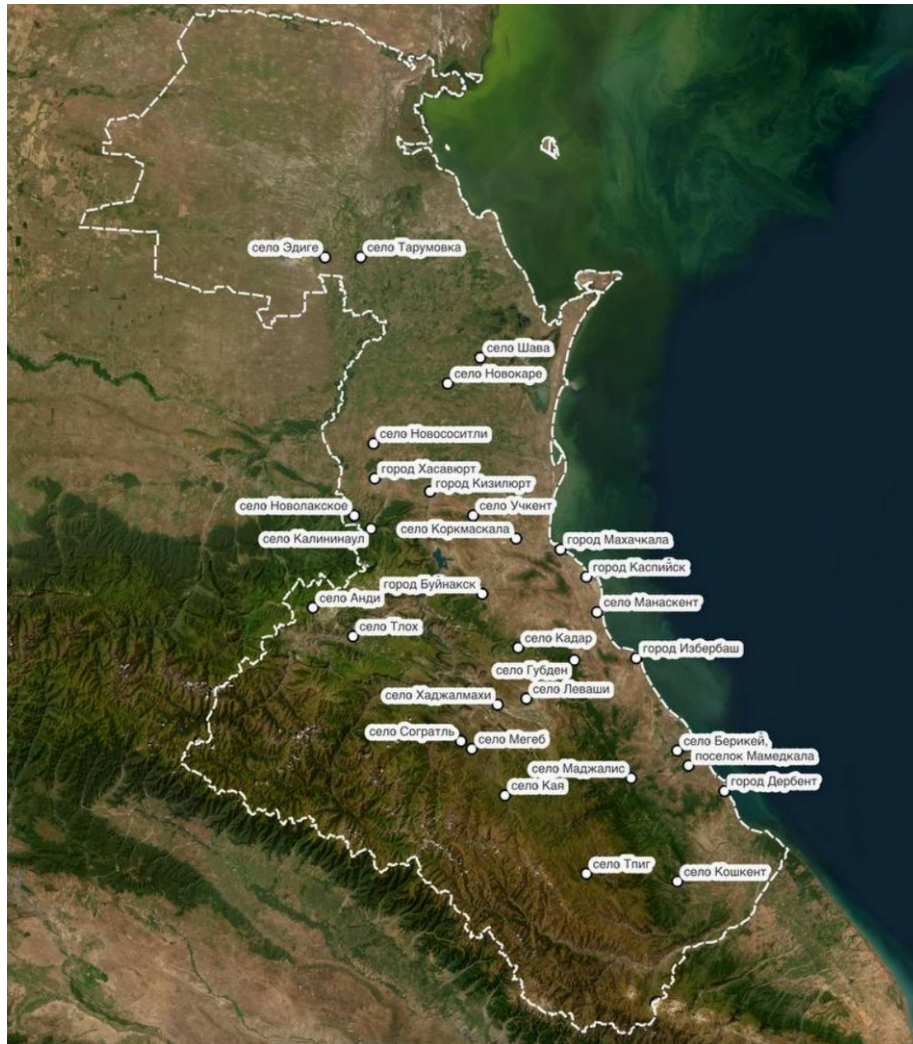 село Эдиге
село Тарумовка
село Шава
село Новокаре
село Новососитли
город Хасавюрт
город Кизилюрт
село Новолакское
село Учкент
село Калининаул
село Коркмаскала
город Махачкала
город Каспийск
город Буйнакск
село Анди
село Манаскент
село Тлох
село Кадар
город Избербаш
село Губден
село Леваши
село Хаджалмахи
село Согратль
село Мегеб
село Берикей,
поселок Мамедкала
село Маджалис
село Кая
город Дербент
село Тпиг
село Кошкент